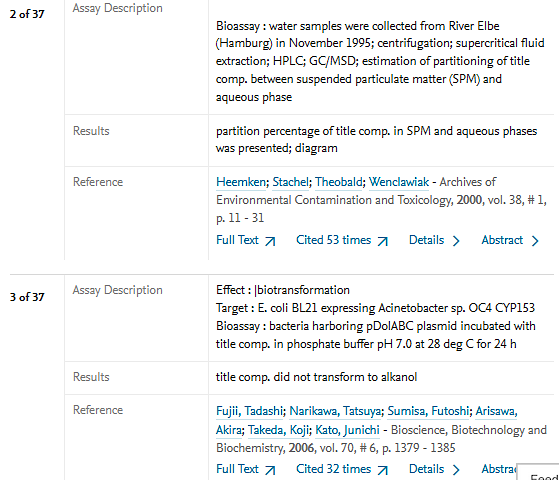 2 of 37
Assay Description
Bioassay : water samples were collected from River Elbe
(Hamburg) in November 1995; centrifugation; supercritical fluid
extraction; HPLC; GC/MSD; estimation of partitioning of title
comp. between suspended particulate matter (SPM) and
aqueous phase
Results
partition percentage of title comp. in SPM and aqueous phases
was presented; diagram
Reference
Heemken; Stachel; Theobald; Wenclawiak - Archives of
Environmental Contamination and Toxicology, 2000, vol. 38, # 1,
p. 11 - 31
Full Text Cited 53 times Details Abstract
3 of 37
Assay Description
Effect : |biotransformation
Target : E. coli BL21 expressing Acinetobacter sp. OC4 CYP153
Bioassay : bacteria harboring pDolABC plasmid incubated with
title comp. in phosphate buffer pH 7.0 at 28 deg C for 24 h
Results
title comp. did not transform to alkanol
Reference
Fujii, Tadashi; Narikawa, Tatsuya; Sumisa, Futoshi; Arisawa,
Akira; Takeda, Koji; Kato, Junichi - Bioscience, Biotechnology and
Biochemistry, 2006, vol. 70, # 6, p. 1379 - 1385
Full Text Cited 32 times Details Abstrac